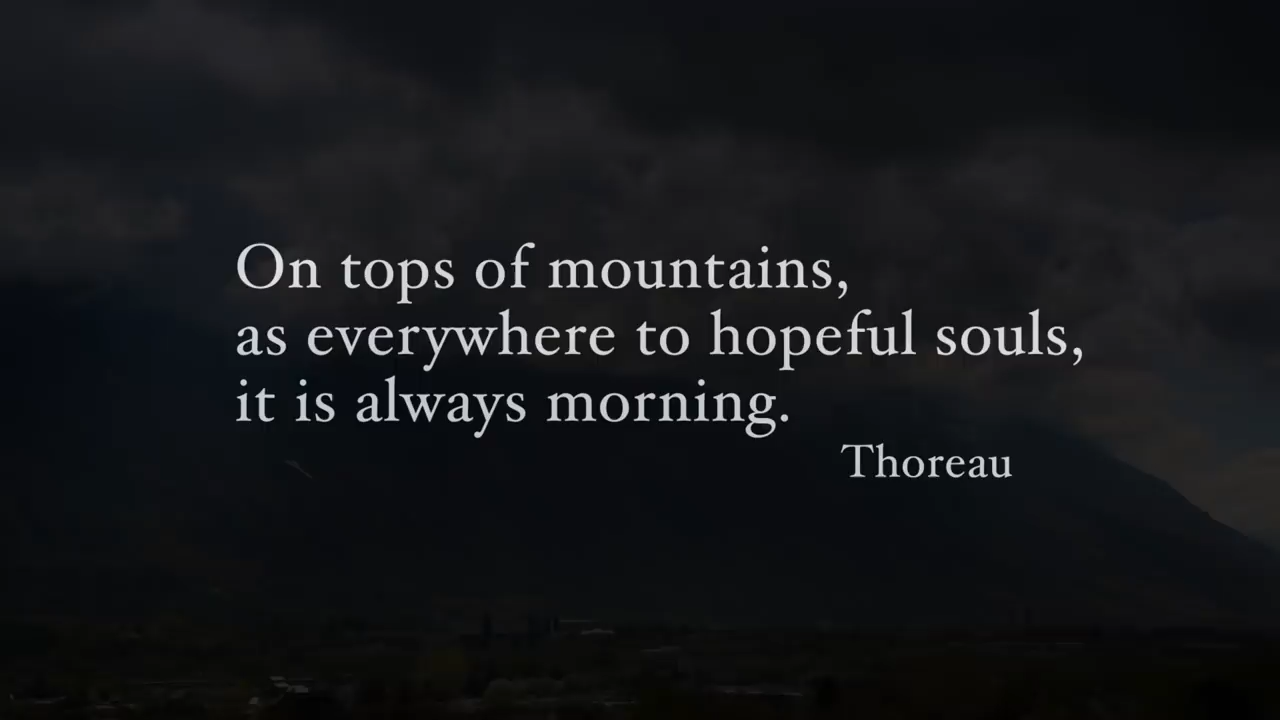 On tops of mountains,
as everywhere to hopeful souls,
it is always morning.
Thoreau